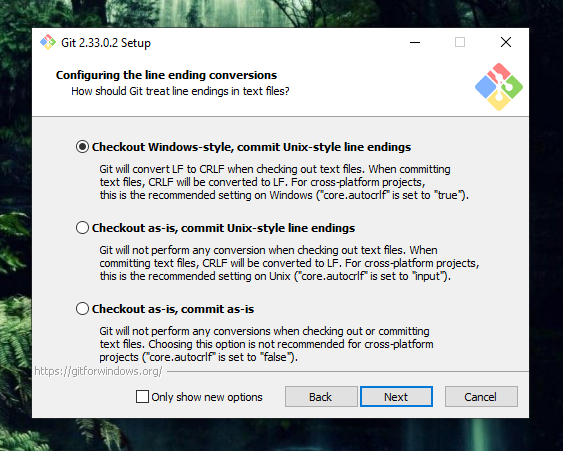 Git 2.33.0.2 Setup
Configuring the line ending conversions
How should Git treat line endings in text files?
Checkout Windows-style, commit Unix-style line endings
Git will convert LF to CRLF when checking out text files. When committing
text files, CRLF will be converted to LF. For cross-platform projects,
this is the recommended setting on Windows ("core.autocrlf" is set to "true").
Checkout as-is, commit Unix-style line endings
Git will not perform any conversion when checking out text files. When
committing text files, CRLF will be converted to LF. For cross-platform projects,
this is the recommended setting on Unix ("core.autocrlf" is set to "input").
Checkout as-is, commit as-is
Git will not perform any conversions when checking out or committing
text files. Choosing this option is not recommended for cross-platform
projects ("core.autocrlf" is set to "false").
https://gitforwindows.org/
Only show new options
Back
Next
Cancel